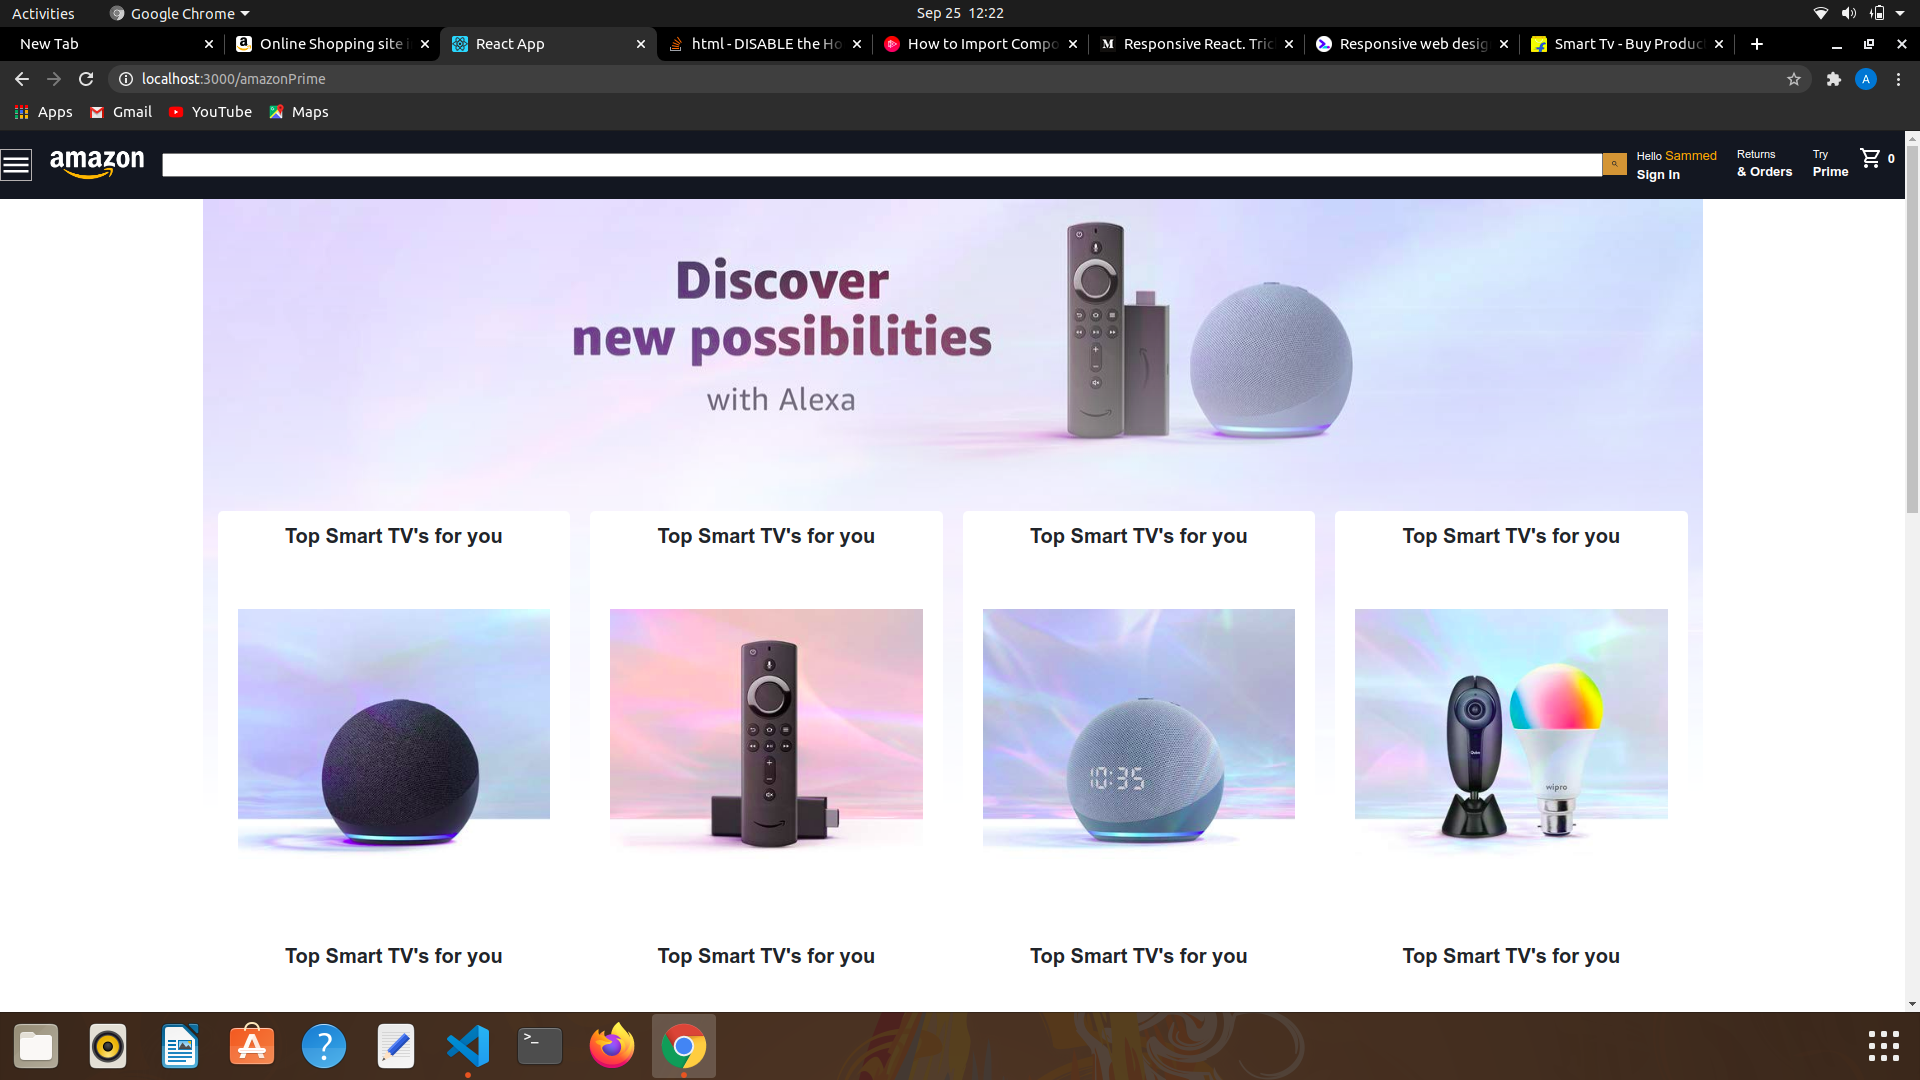 Activities
Google Chrome
Sep 25 12:22
New Tab
Online Shopping site i
React App
html - DISABLE the Ho
How to Import Compo
Responsive React. Tric
Responsive web desig
Smart Tv - Buy Produc
localhost:3000/amazonPrime
A
Apps
Gmail
YouTube
Maps
amazon
Hello Sammed
Sign In
Returns
& Orders
Try
Prime
0
Discover
new possibilities
with Alexa
Top Smart TV's for you
Top Smart TV's for you
Top Smart TV's for you
Top Smart TV's for you
10:35
wipro
Top Smart TV's for you
Top Smart TV's for you
Top Smart TV's for you
Top Smart TV's for you